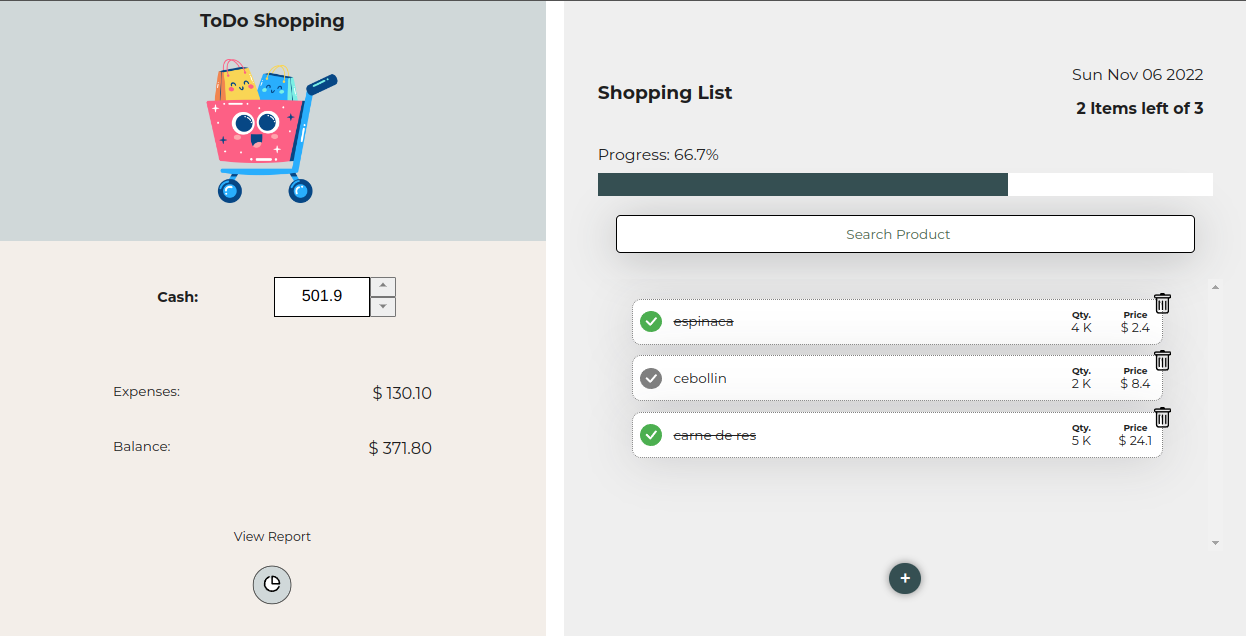 ToDo Shopping
Cash:
501.9
Expenses:
$ 130.10
Balance:
$ 371.80
View Report
Sun Nov 06 2022
Shopping List
2 Items left of 3
Progress: 66.7%
Search Product
espinaca
Qty.
4 K
Price
$ 2.4
cebollin
Qty.
2 K
Price
$ 8.4
carne de res
Qty.
5 K
Price
$ 24.1
+